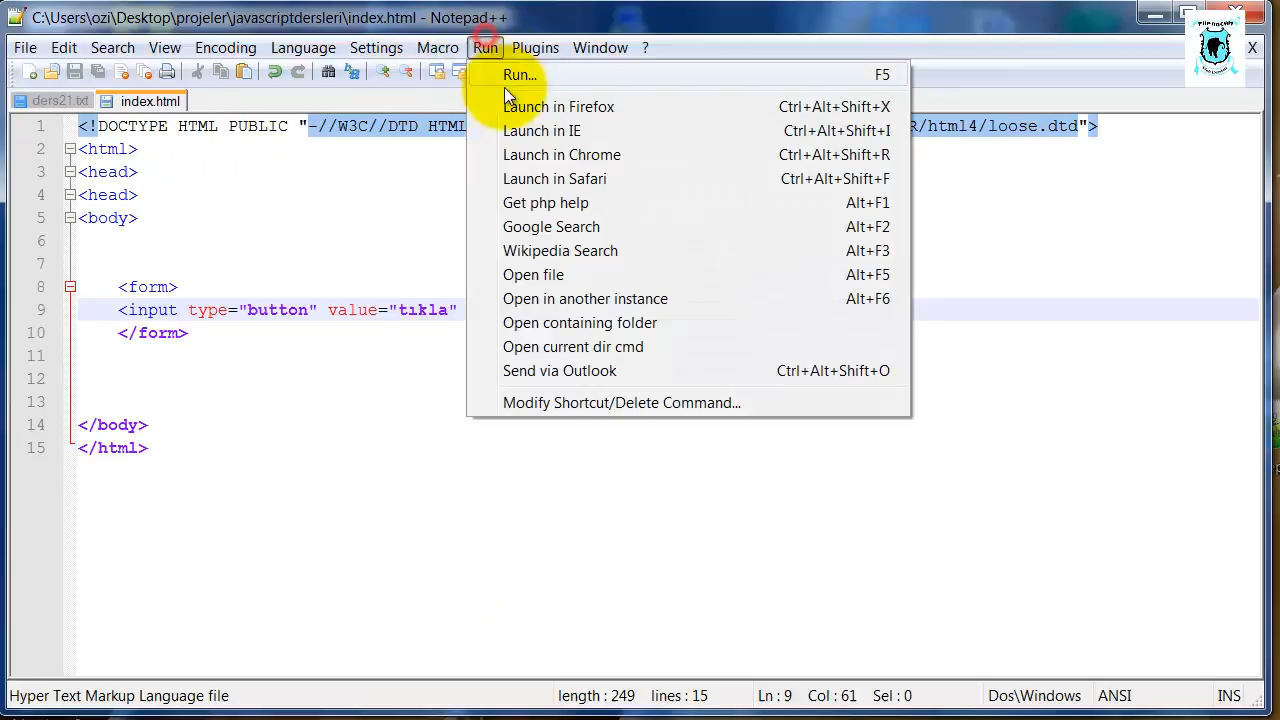 C:\Users\ozi\Desktop\projeler\javascriptdersleri\index.html - Notepad++
File Edit Search View Encoding Language Settings Macro Run Plugins Window ? X
Run... F5
ders21.txt index.html
Launch in Firefox Ctrl+Alt+Shift+X
1 <!DOCTYPE HTML PUBLIC "-//W3C//DTD HTML R/html4/loose.dtd">
Launch in IE Ctrl+Alt+Shift+I
2 <html>
Launch in Chrome Ctrl+Alt+Shift+R
3 <head>
Launch in Safari Ctrl+Alt+Shift+F
4 <head>
Get php help Alt+F1
5 <body>
Google Search Alt+F2
6
Wikipedia Search Alt+F3
7
Open file Alt+F5
8 <form>
Open in another instance Alt+F6
9 <input type="button" value="tıkla"
Open containing folder
10 </form>
Open current dir cmd
11
Send via Outlook Ctrl+Alt+Shift+O
12
Modify Shortcut/Delete Command...
13
14 </body>
15 </html>
Hyper Text Markup Language file length : 249 lines : 15 Ln : 9 Col : 61 Sel : 0 Dos\Windows ANSI INS